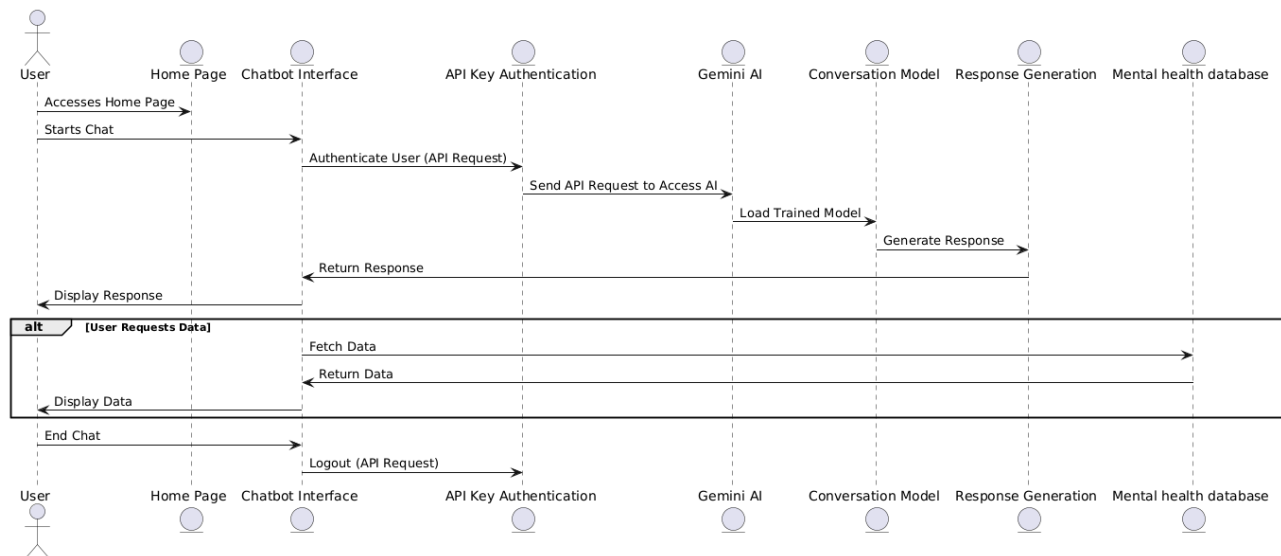 User
Home Page
Chatbot Interface
API Key Authentication
Gemini AI
Conversation Model
Response Generation
Mental health database
Accesses Home Page
Starts Chat
Authenticate User (API Request)
Send API Request to Access AI
Load Trained Model
Generate Response
Return Response
Display Response
alt
[User Requests Data]
Fetch Data
Return Data
Display Data
End Chat
Logout (API Request)
User
Home Page
Chatbot Interface
API Key Authentication
Gemini AI
Conversation Model
Response Generation
Mental health database